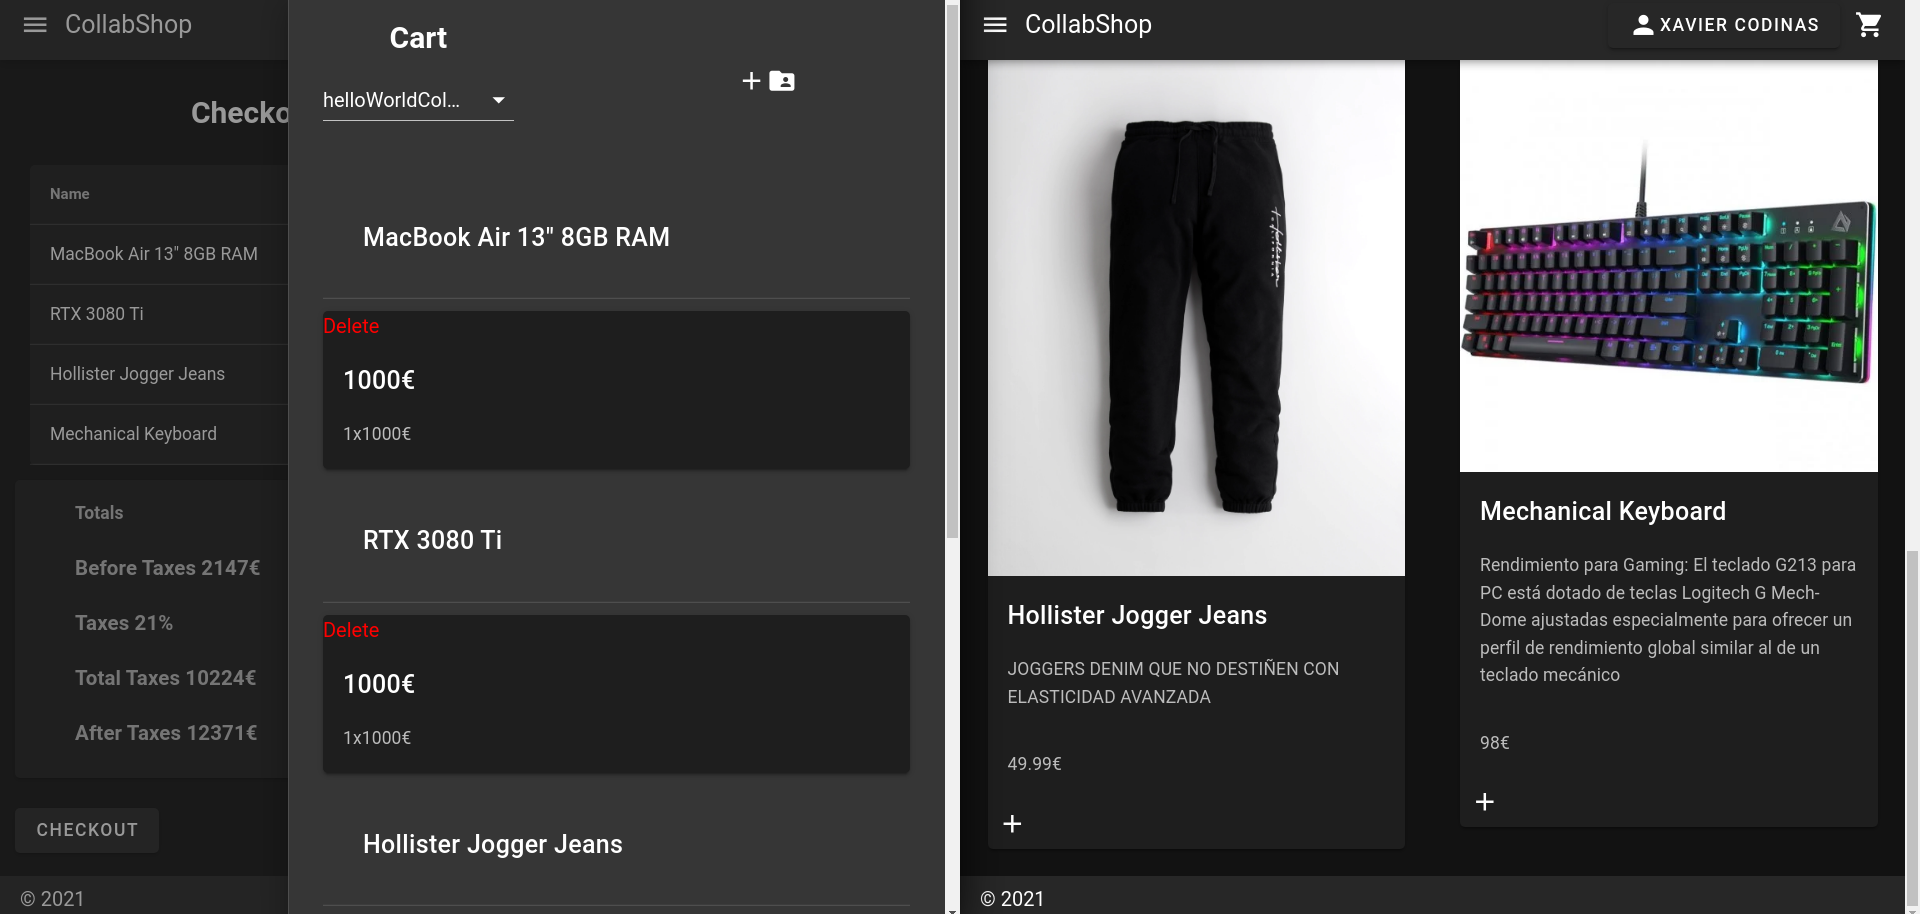 CollabShop
Checko
Name
MacBook Air 13" 8GB RAM
RTX 3080 Ti
Hollister Jogger Jeans
Mechanical Keyboard
Totals
Before Taxes 2147€
Taxes 21%
Total Taxes 10224€
After Taxes 12371€
CHECKOUT
© 2021
Cart
helloWorldCol...
MacBook Air 13" 8GB RAM
Delete
1000€
1x1000€
RTX 3080 Ti
Delete
1000€
1x1000€
Hollister Jogger Jeans
CollabShop
XAVIER CODINAS
Hollister Jogger Jeans
JOGGERS DENIM QUE NO DESTIÑEN CON
ELASTICIDAD AVANZADA
49.99€
Mechanical Keyboard
Rendimiento para Gaming: El teclado G213 para
PC está dotado de teclas Logitech G Mech-
Dome ajustadas especialmente para ofrecer un
perfil de rendimiento global similar al de un
teclado mecánico
98€
© 2021